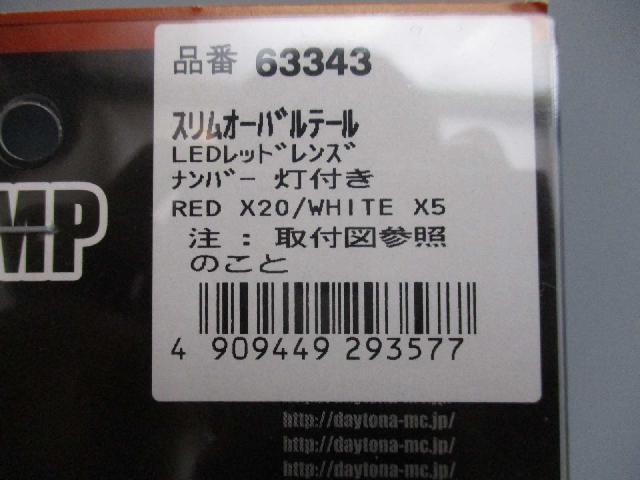 品番 63343
スリムオーバルテール
LEDレッドレンズ
ナンバー 灯付き
RED X20/WHITE X5
注 : 取付図参照
のこと
4 909449 293577
MP
http://daytona-mc.jp/
http://daytona-mc.jp/
http://daytona-mc.jp/